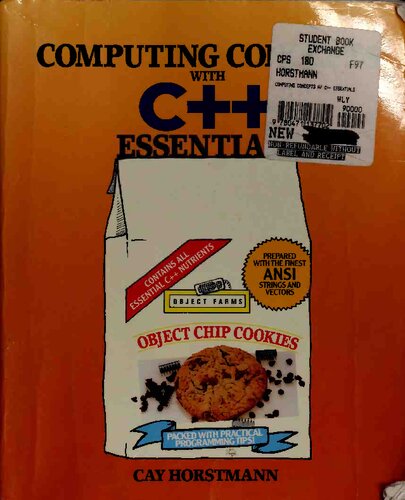 COMPUTING CO
WITH
C++
ESSENTIA
STUDENT BOOK
EXCHANGE
CPS 180 F97
HORSTMANN
COMPUTING CONCEPTS W/ C++ ESSENTIALS
WLY
90000
NEW
NON-REFUNDABLE WITHOUT
LABEL AND RECEIPT
CONTAINS ALL
ESSENTIAL C++ NUTRIENTS
OBJECT FARMS
PREPARED
WITH THE FINEST
ANSI
STRINGS AND
VECTORS
OBJECT CHIP COOKIES
PACKED WITH PRACTICAL
PROGRAMMING TIPS!
CAY HORSTMANN